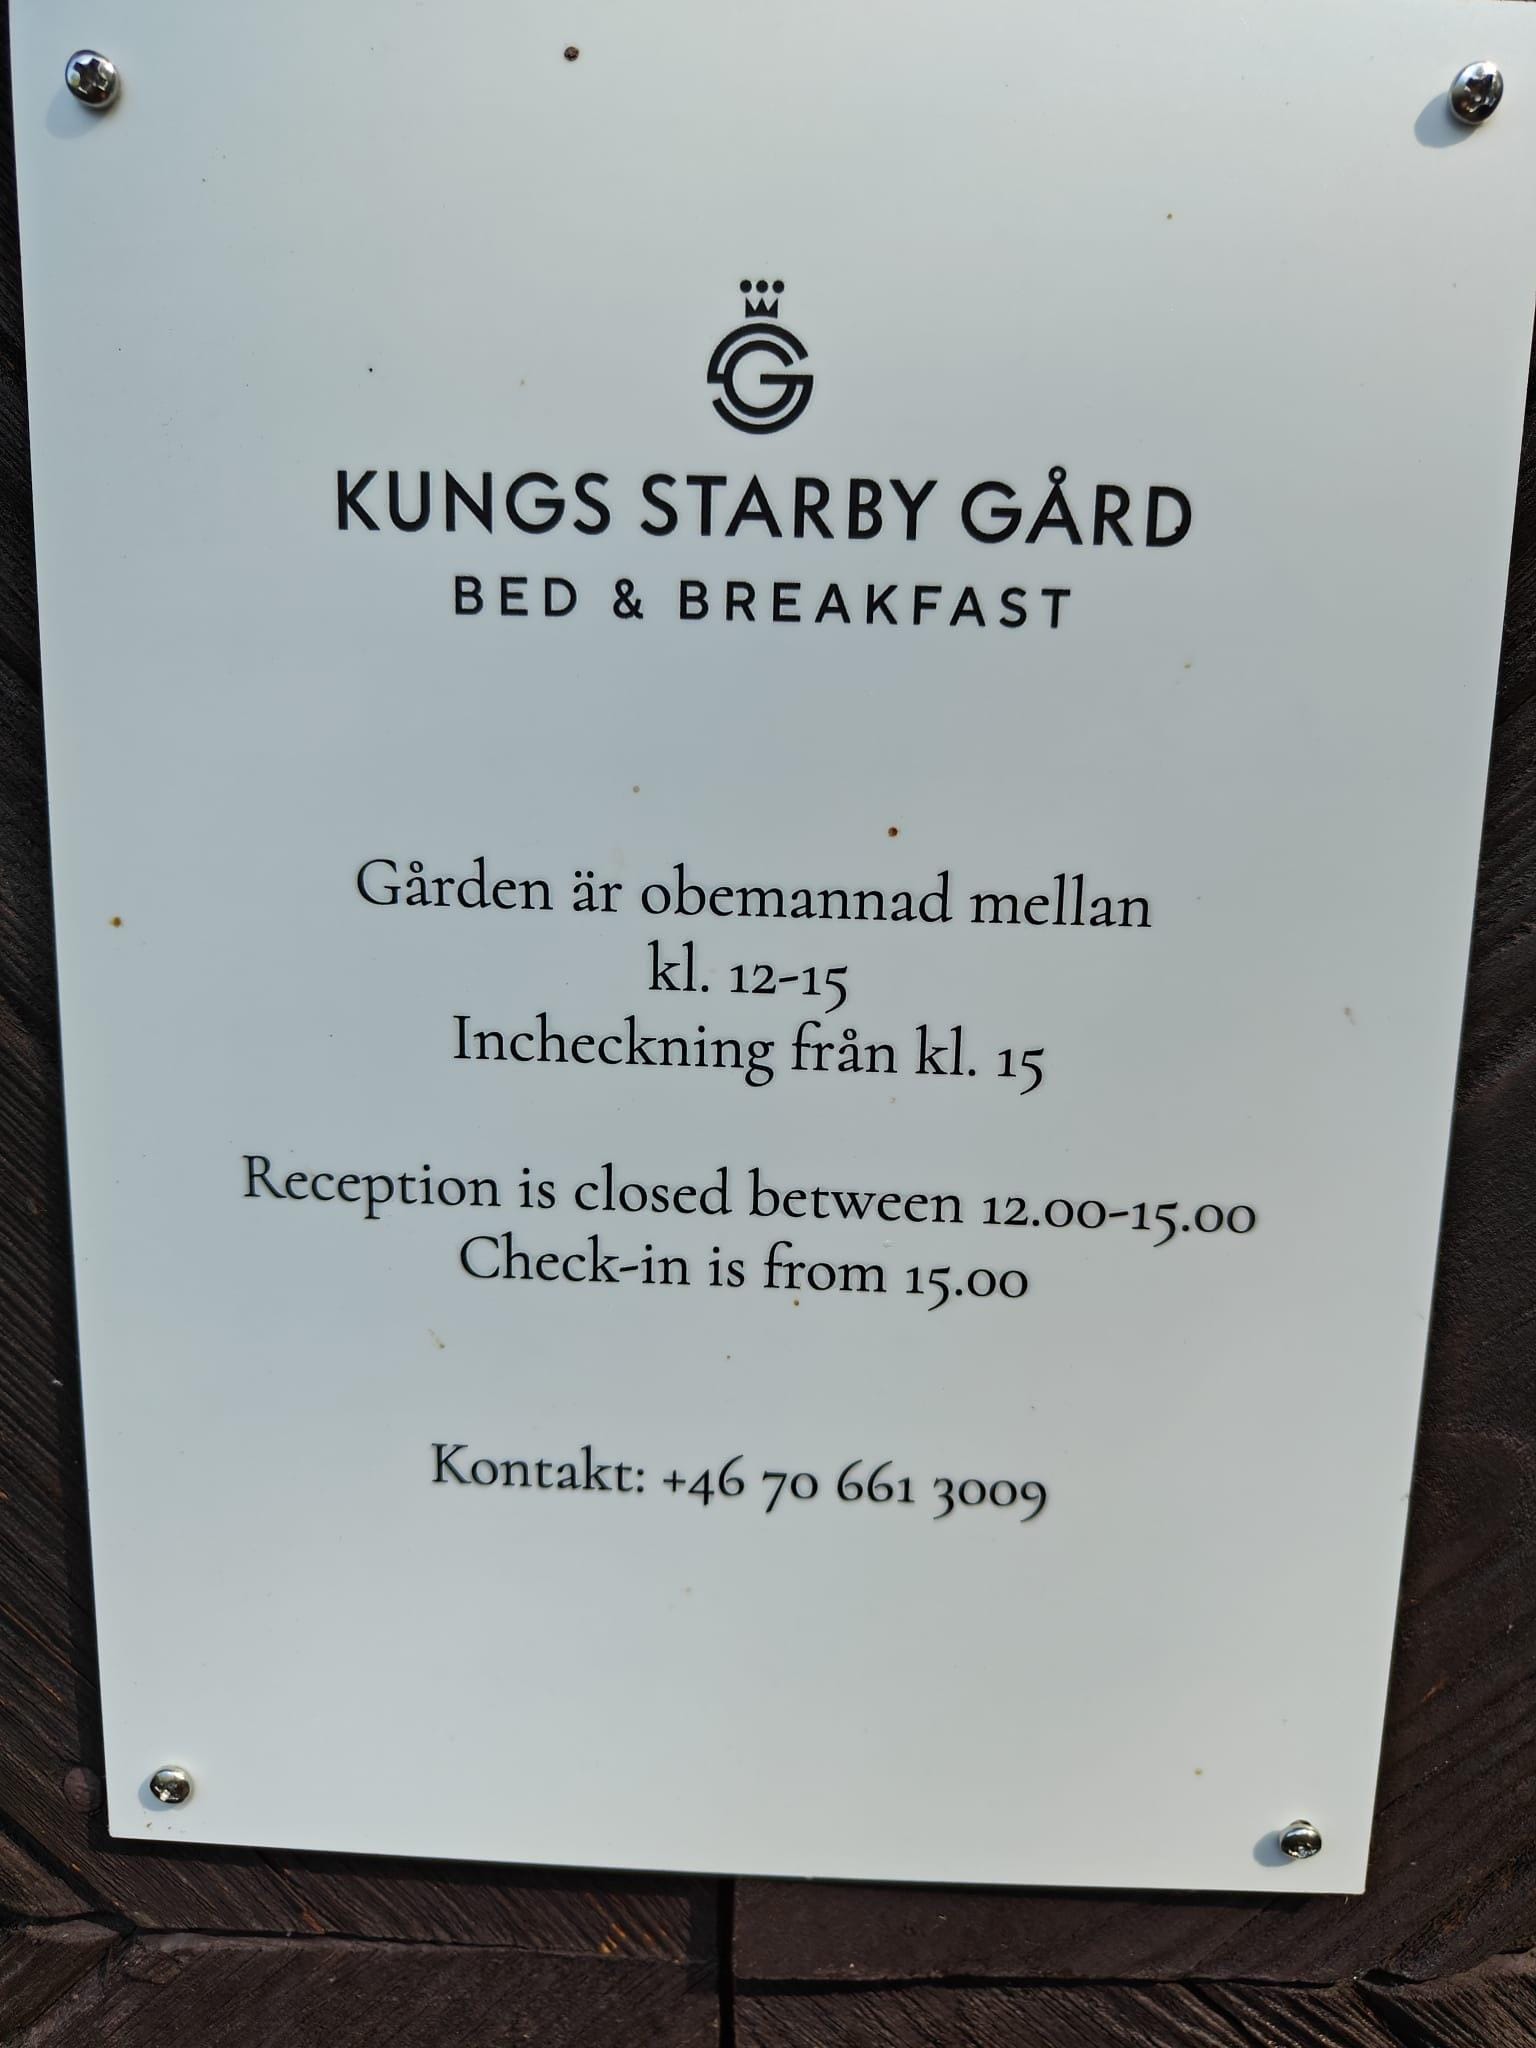 KUNGS STARBY GÅRD
BED & BREAKFAST
Gården är obemannad mellan
kl. 12-15
Incheckning från kl. 15
Reception is closed between 12.00-15.00
Check-in is from 15.00
Kontakt: +46 70 661 3009